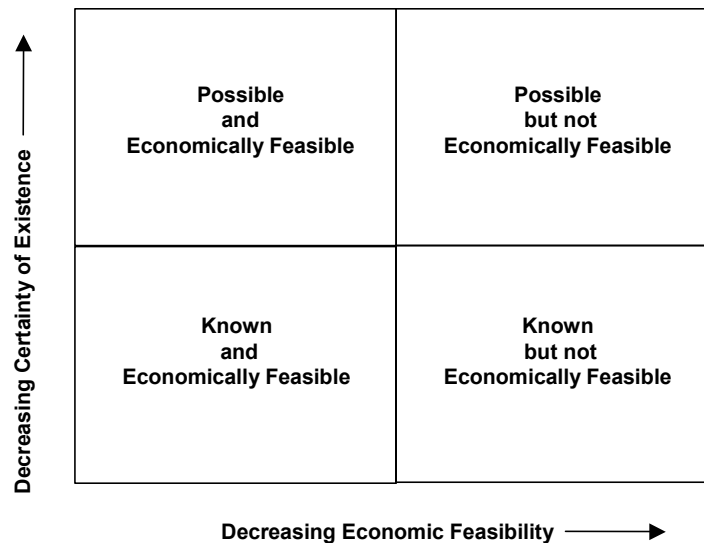 Decreasing Certainty of Existence
Possible
and
Economically Feasible
Possible
but not
Economically Feasible
Known
and
Economically Feasible
Known
but not
Economically Feasible
Decreasing Economic Feasibility